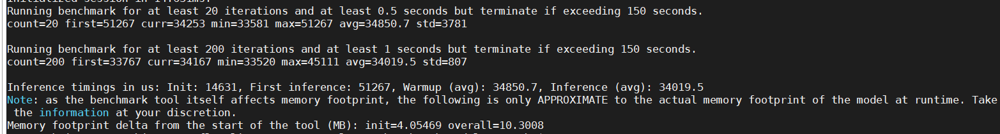 Initialized session in 14.631ms.
Running benchmark for at least 20 iterations and at least 0.5 seconds but terminate if exceeding 150 seconds.
count=20 first=51267 curr=34253 min=33581 max=51267 avg=34850.7 std=3781
Running benchmark for at least 200 iterations and at least 1 seconds but terminate if exceeding 150 seconds.
count=200 first=33767 curr=34167 min=33520 max=45111 avg=34019.5 std=807
Inference timings in us: Init: 14631, First inference: 51267, Warmup (avg): 34850.7, Inference (avg): 34019.5
Note: as the benchmark tool itself affects memory footprint, the following is only APPROXIMATE to the actual memory footprint of the model at runtime. Take
the information at your discretion.
Memory footprint delta from the start of the tool (MB): init=4.05469 overall=10.3008